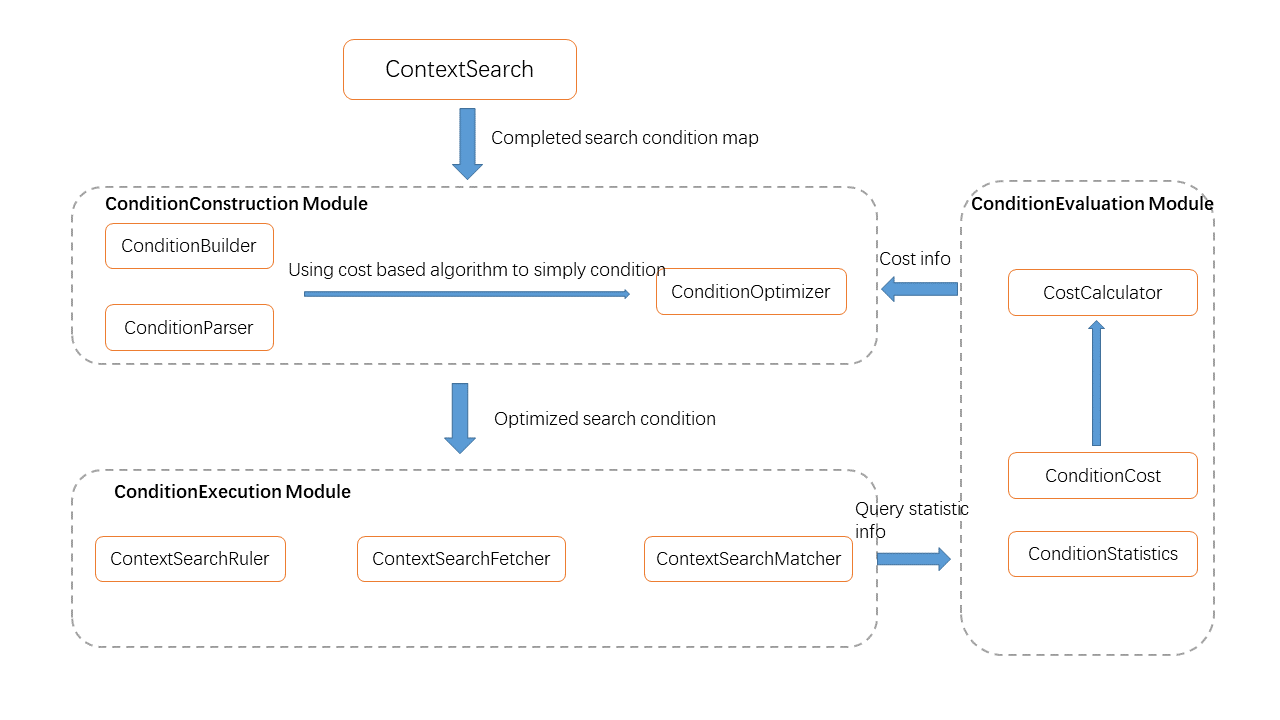 ContextSearch
Completed search condition map
ConditionConstruction Module
ConditionBuilder
Using cost based algorithm to simply condition
ConditionOptimizer
ConditionParser
Cost info
ConditionEvaluation Module
CostCalculator
ConditionCost
ConditionStatistics
Optimized search condition
ConditionExecution Module
ContextSearchRuler
ContextSearchFetcher
ContextSearchMatcher
Query statistic
info